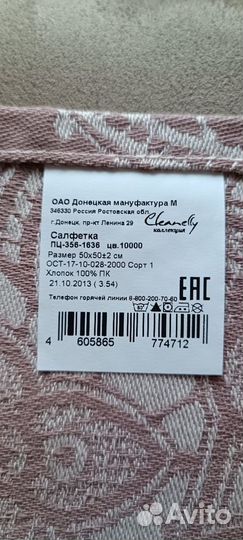 ОАО Донецкая мануфактура М
346330 Россия Ростовская обл.
г.Донецк, пр-кт Ленина 29
Cleanelly
коллекция
Салфетка
ПЦ-356-1636 цв.10000
Размер 50x50±2 см
ОСТ-17-10-028-2000 Сорт 1
Хлопок 100% ПК
21.10.2013 ( 3.54)
EAC
Телефон горячей линии 8-800-200-70-60
4 605865 774712
Avito